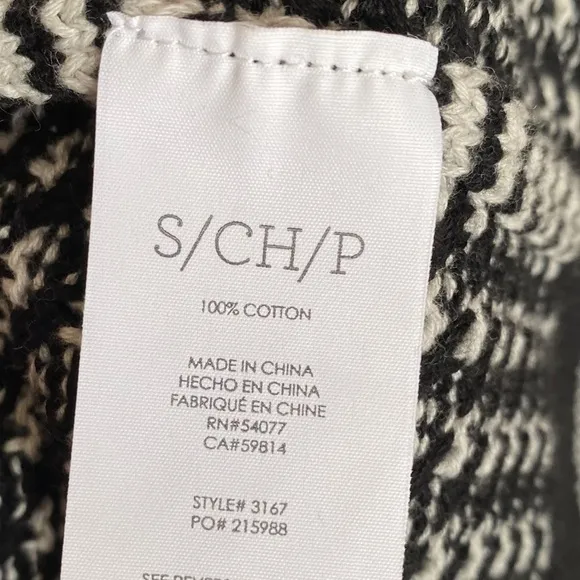 S/CH/P
100% COTTON
MADE IN CHINA
HECHO EN CHINA
FABRIQUÉ EN CHINE
RN#54077
CA#59814
STYLE# 3167
PO# 215988
SEE